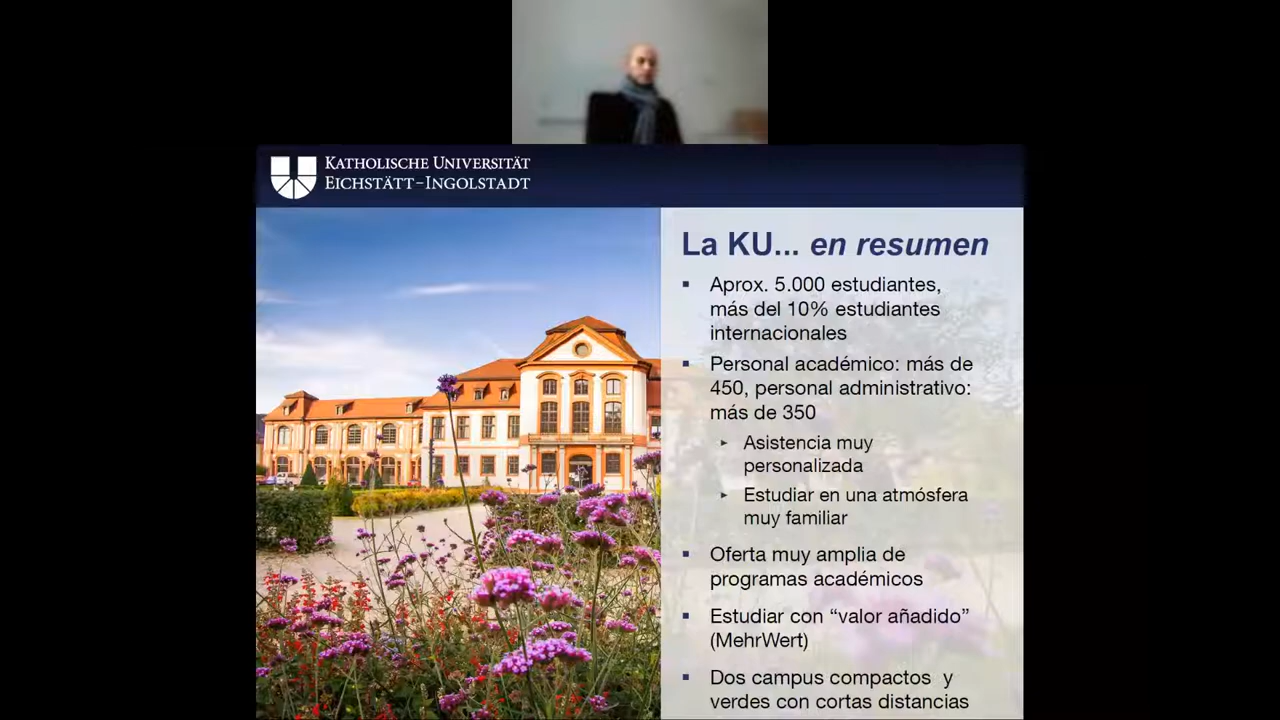 KATHOLISCHE UNIVERSITÄT
EICHSTÄTT-INGOLSTADT
La KU... en resumen
Aprox. 5.000 estudiantes,
más del 10% estudiantes
internacionales
Personal académico: más de
450, personal administrativo:
más de 350
Asistencia muy
personalizada
Estudiar en una atmósfera
muy familiar
Oferta muy amplia de
programas académicos
Estudiar con “valor añadido”
(MehrWert)
Dos campus compactos y
verdes con cortas distancias